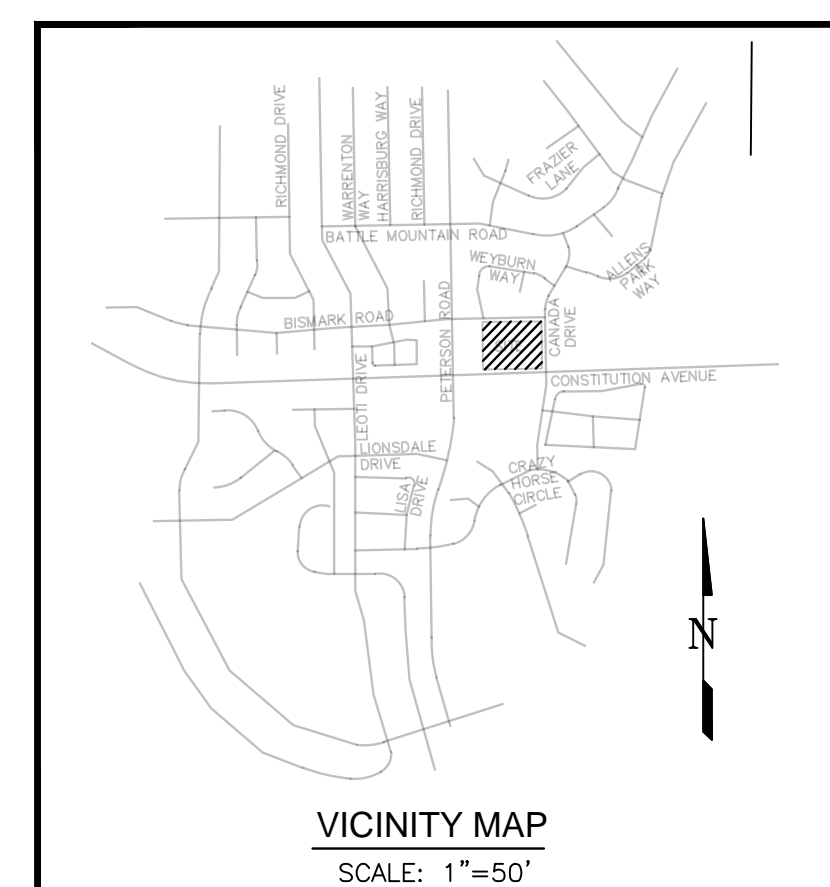 RICHMOND DRIVE
WARRENTON
WAY
HARRISBURG WAY
RICHMOND DRIVE
FRAZIER
LANE
BATTLE MOUNTAIN ROAD
WEYBURN
WAY
ALLENS
PARK
WAY
BISMARK ROAD
PETERSON ROAD
CANADA
DRIVE
LEOTI DRIVE
CONSTITUTION AVENUE
LIONSDALE
DRIVE
LISA
DRIVE
CRAZY
HORSE
CIRCLE
N
VICINITY MAP
SCALE: 1"=50'